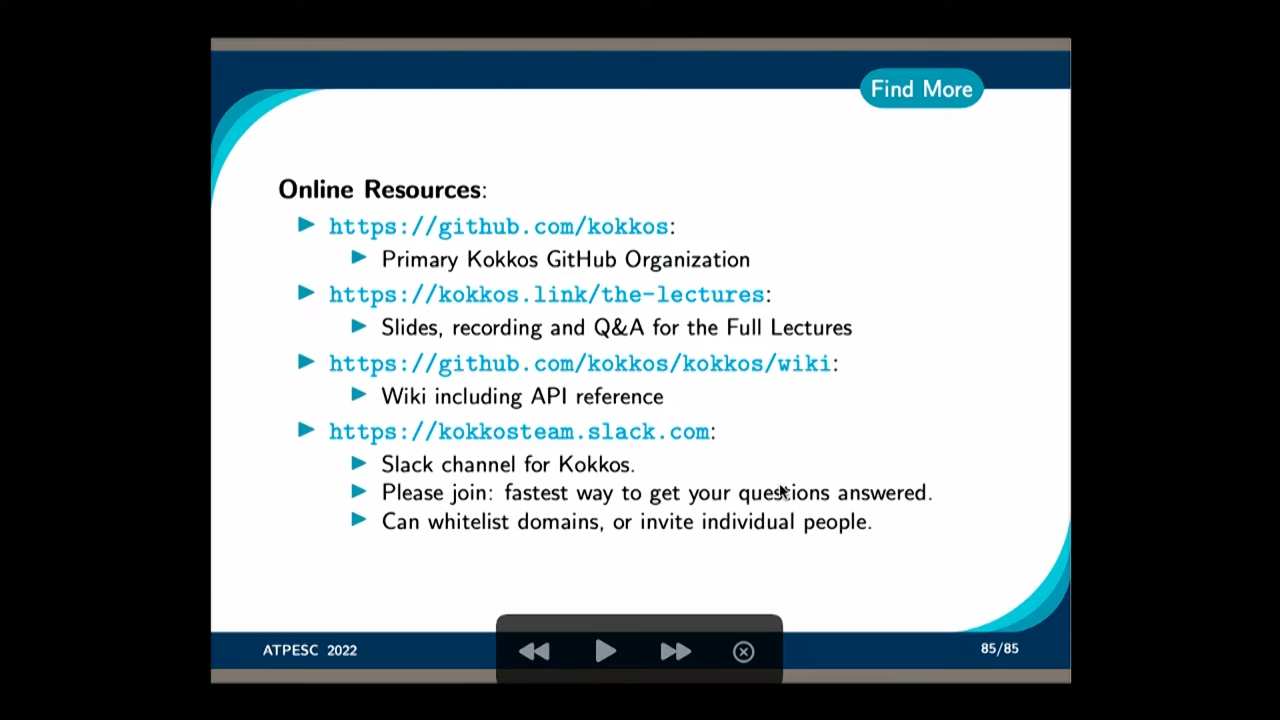 Find More
Online Resources:
https://github.com/kokkos:
Primary Kokkos GitHub Organization
https://kokkos.link/the-lectures:
Slides, recording and Q&A for the Full Lectures
https://github.com/kokkos/kokkos/wiki:
Wiki including API reference
https://kokkosteam.slack.com:
Slack channel for Kokkos.
Please join: fastest way to get your questions answered.
Can whitelist domains, or invite individual people.
ATPESC 2022
85/85